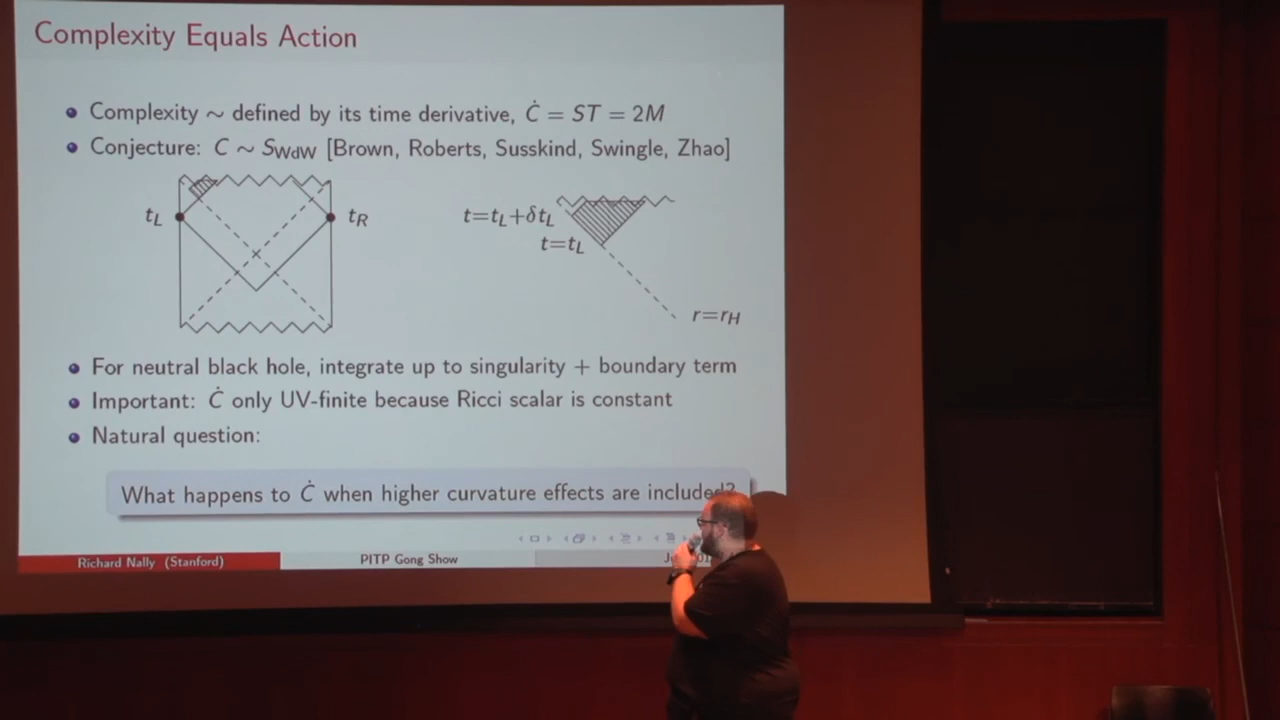 Complexity Equals Action
Complexity ∼ defined by its time derivative, Ċ = ST = 2M
Conjecture: C ∼ S_WdW [Brown, Roberts, Susskind, Swingle, Zhao]
t_L
t_R
t=t_L+δt_L
t=t_L
r=r_H
For neutral black hole, integrate up to singularity + boundary term
Important: Ċ only UV-finite because Ricci scalar is constant
Natural question:
What happens to Ċ when higher curvature effects are included?
Richard Nally (Stanford)
PITP Gong Show